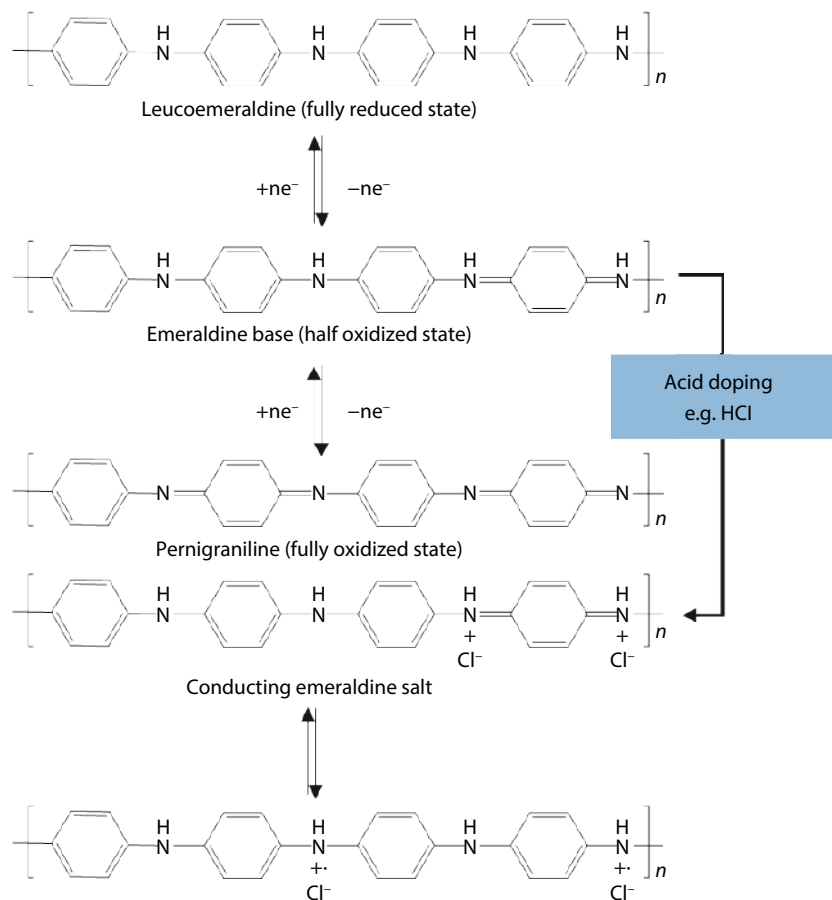 H H H H
N N N N
n
Leucoemeraldine (fully reduced state)
+ne⁻ −ne⁻
H H H H
N N N N
n
Emeraldine base (half oxidized state)
Acid doping
e.g. HCl
+ne⁻ −ne⁻
N N N N
n
Pernigraniline (fully oxidized state)
H H H H
N N N N
n
+ +
Cl⁻ Cl⁻
Conducting emeraldine salt
H H H H
N N N N
n
+· +·
Cl⁻ Cl⁻